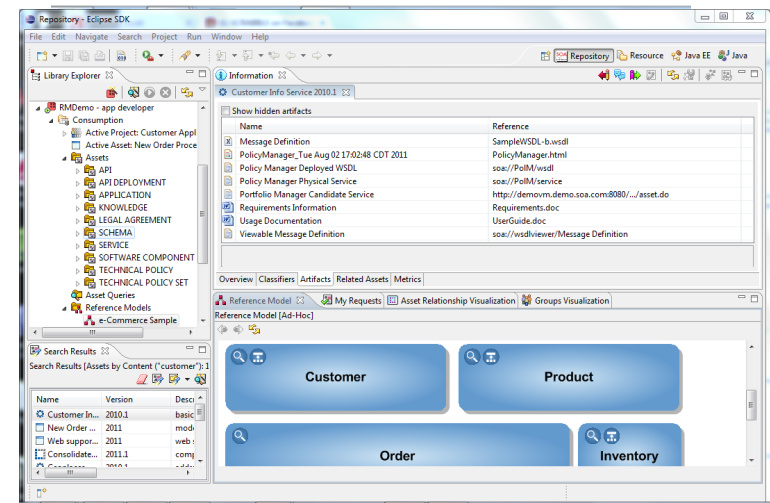 Repository - Eclipse SDK
File Edit Navigate Search Project Run Window Help
Repository Resource Java EE Java
Library Explorer
RMDemo - app developer
Consumption
Active Project: Customer Appl
Active Asset: New Order Proce
Assets
API
API DEPLOYMENT
APPLICATION
KNOWLEDGE
LEGAL AGREEMENT
SCHEMA
SERVICE
SOFTWARE COMPONENT
TECHNICAL POLICY
TECHNICAL POLICY SET
Asset Queries
Reference Models
e-Commerce Sample
Information
Customer Info Service 2010.1
Show hidden artifacts
Name Reference
Message Definition SampleWSDL-b.wsdl
PolicyManager_Tue Aug 02 17:02:48 CDT 2011 PolicyManager.html
Policy Manager Deployed WSDL soa://PolM/wsdl
Policy Manager Physical Service soa://PolM/service
Portfolio Manager Candidate Service http://demovm.demo.soa.com:8080/.../asset.do
Requirements Information Requirements.doc
Usage Documentation UserGuide.doc
Viewable Message Definition soa://wsdlviewer/Message Definition
Overview Classifiers Artifacts Related Assets Metrics
Reference Model My Requests Asset Relationship Visualization Groups Visualization
Reference Model [Ad-Hoc]
Customer Product
Order Inventory
Search Results
Search Results [Assets by Content ("customer"): 1
Name Version Descr
Customer In... 2010.1 basic
New Order ... 2011 mode
Web suppor... 2011 web s
Consolidate... 2011.1 comp